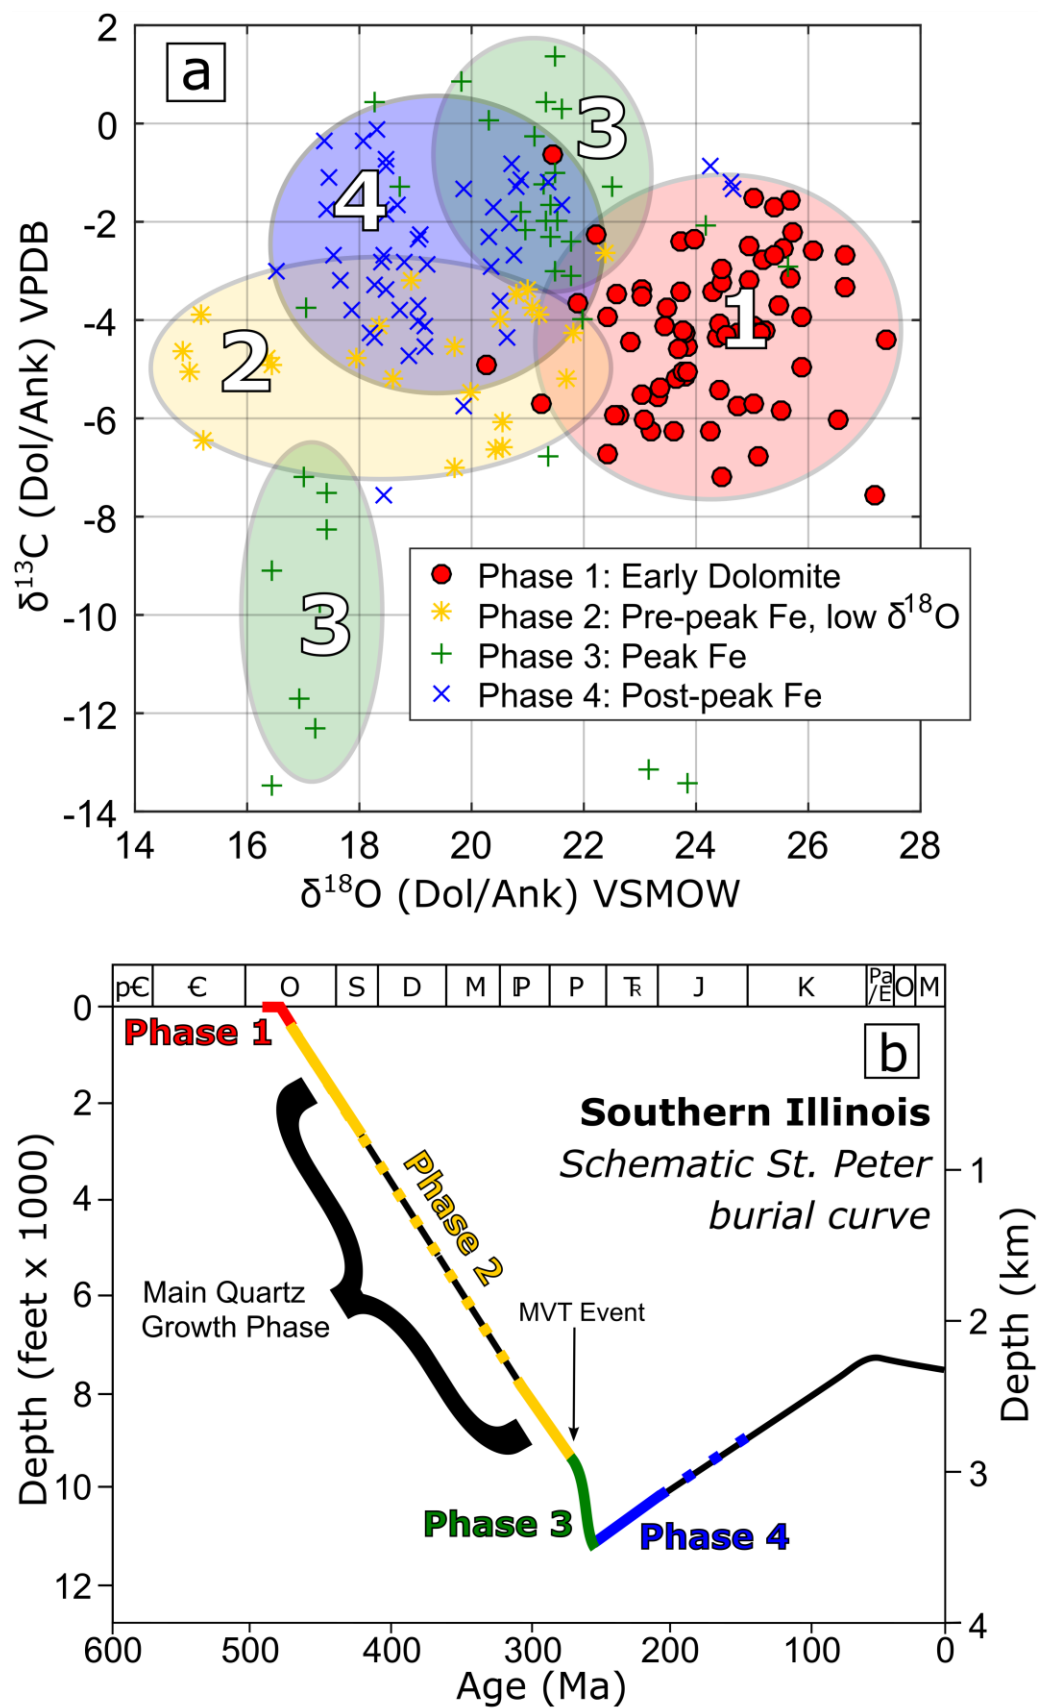 a
2
0
-2
-4
-6
-8
-10
-12
-14
14 16 18 20 22 24 26 28
δ¹³C (Dol/Ank) VPDB
δ¹⁸O (Dol/Ank) VSMOW
3
4
1
2
3
Phase 1: Early Dolomite
Phase 2: Pre-peak Fe, low δ¹⁸O
Phase 3: Peak Fe
Phase 4: Post-peak Fe
p-Ꞓ Ꞓ O S D M IP P TR J K Pa/E O M
b
0
2
4
6
8
10
12
Depth (feet x 1000)
Phase 1
Southern Illinois
Schematic St. Peter
burial curve
Phase 2
Main Quartz
Growth Phase
MVT Event
Phase 3
Phase 4
1
2
3
4
Depth (km)
600 500 400 300 200 100 0
Age (Ma)